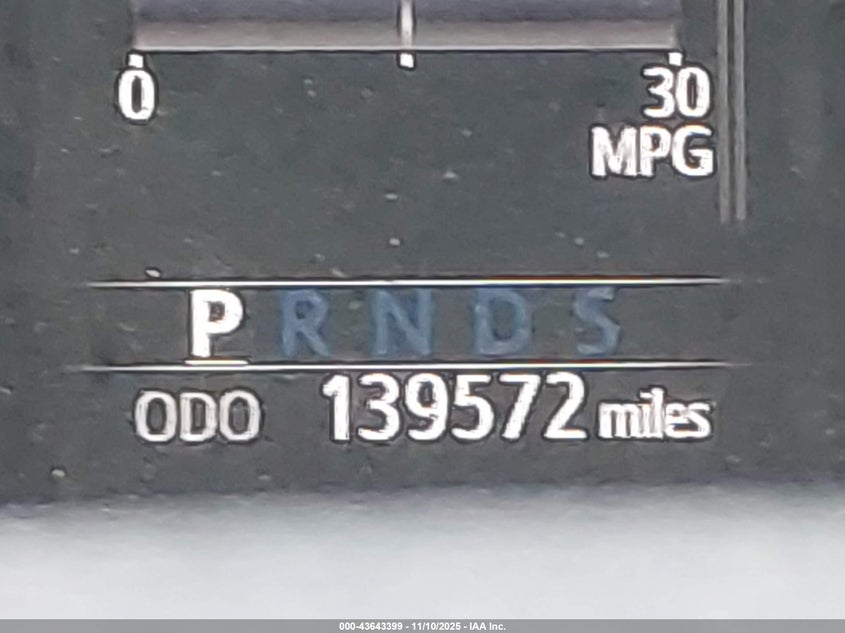 0 30
MPG
P R N D S
ODO 139572 miles
000-43643399 - 11/10/2025 - IAA Inc.